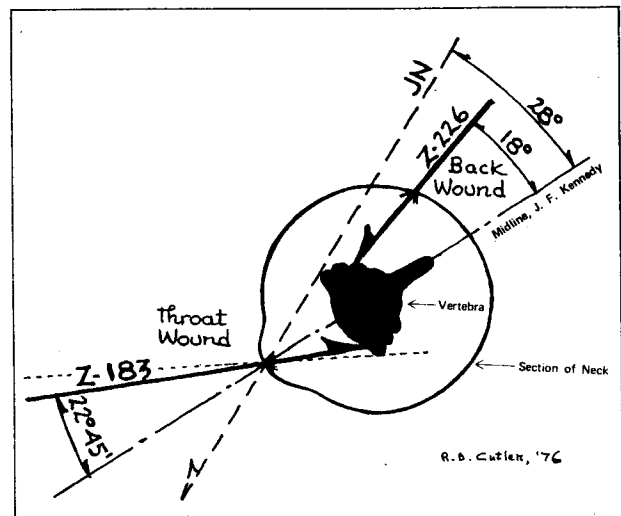 JN
28°
Z-226
18°
Back
Wound
Midline, J. F. Kennedy
Vertebra
Throat
Wound
Z-183
Section of Neck
22°45'
R.B. Cutler, '76